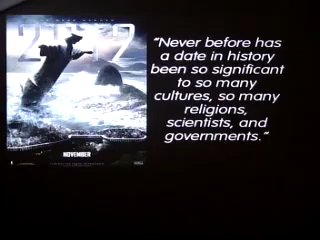 2012
NOVEMBER
"Never before has
a date in history
been so significant
to so many
cultures, so many
religions,
scientists, and
governments."